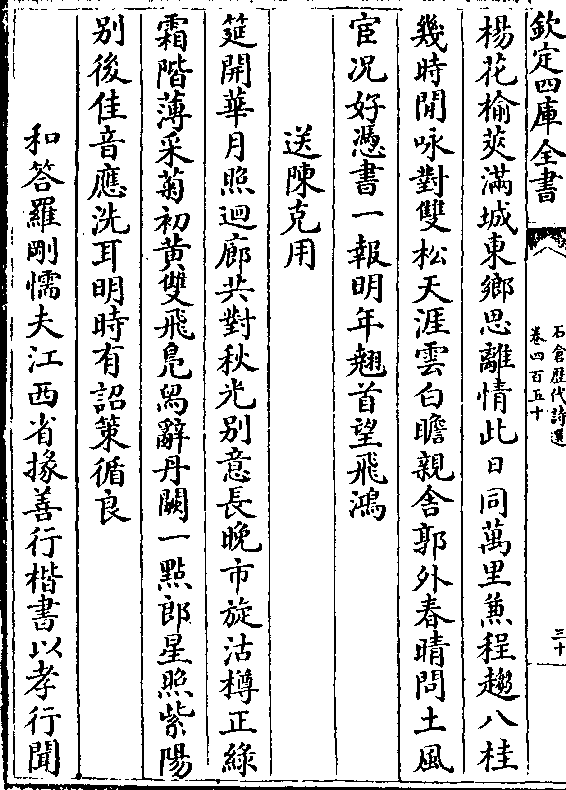 欽定四庫全書
石倉歷代詩選
卷四百五十
三十
楊花榆莢滿城東鄉思離情此日同萬里兼程趨八桂
幾時閒咏對雙松天涯雲白瞻親舍郭外春晴問土風
宦况好憑書一報明年翹首望飛鴻
送陳克用
筵開華月照迴廊共對秋光別意長晚市旋沽樽正綠
霜階薄采菊初黄雙飛鳧舄辭丹闕一點郎星照紫陽
别後佳音應洗耳明時有詔策循良
和答羅剛懦夫江西省掾善行楷書以孝行聞